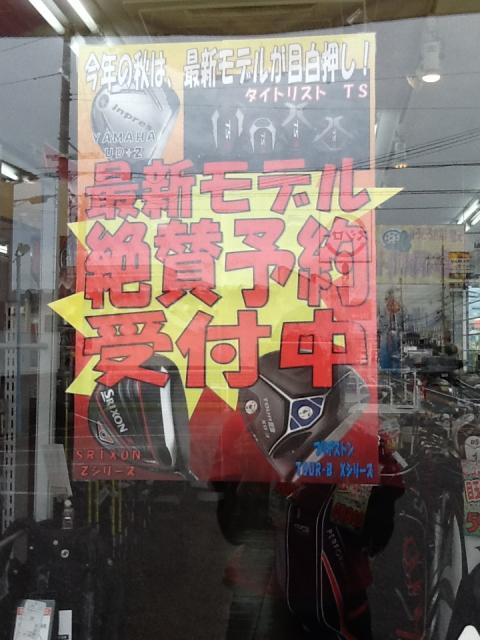 今年の秋は、最新モデルが目白押し!
タイトリスト TS
inpres
YAMAHA
UD+2
最新モデル
絶賛予約
受付中
SRIXON
SRIXON
Zシリーズ
TOUR B
ブリヂストン
TOUR-B Xシリーズ